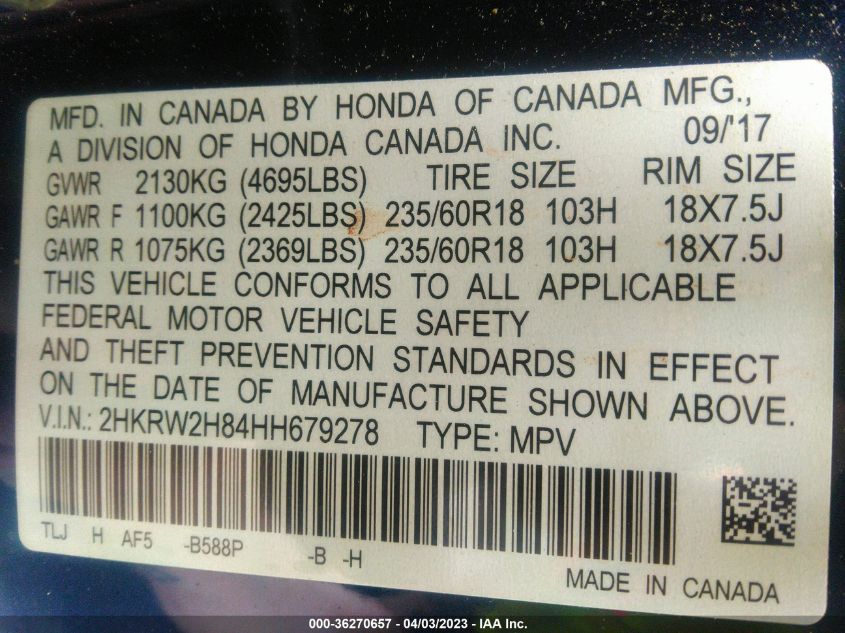 MFD. IN CANADA BY HONDA OF CANADA MFG.,
A DIVISION OF HONDA CANADA INC. 09/'17
GVWR 2130KG (4695LBS) TIRE SIZE RIM SIZE
GAWR F 1100KG (2425LBS) 235/60R18 103H 18X7.5J
GAWR R 1075KG (2369LBS) 235/60R18 103H 18X7.5J
THIS VEHICLE CONFORMS TO ALL APPLICABLE
FEDERAL MOTOR VEHICLE SAFETY
AND THEFT PREVENTION STANDARDS IN EFFECT
ON THE DATE OF MANUFACTURE SHOWN ABOVE.
V.I.N.: 2HKRW2H84HH679278 TYPE: MPV
TLJ H AF5 -B588P -B -H
MADE IN CANADA
000-36270657 - 04/03/2023 - IAA Inc.